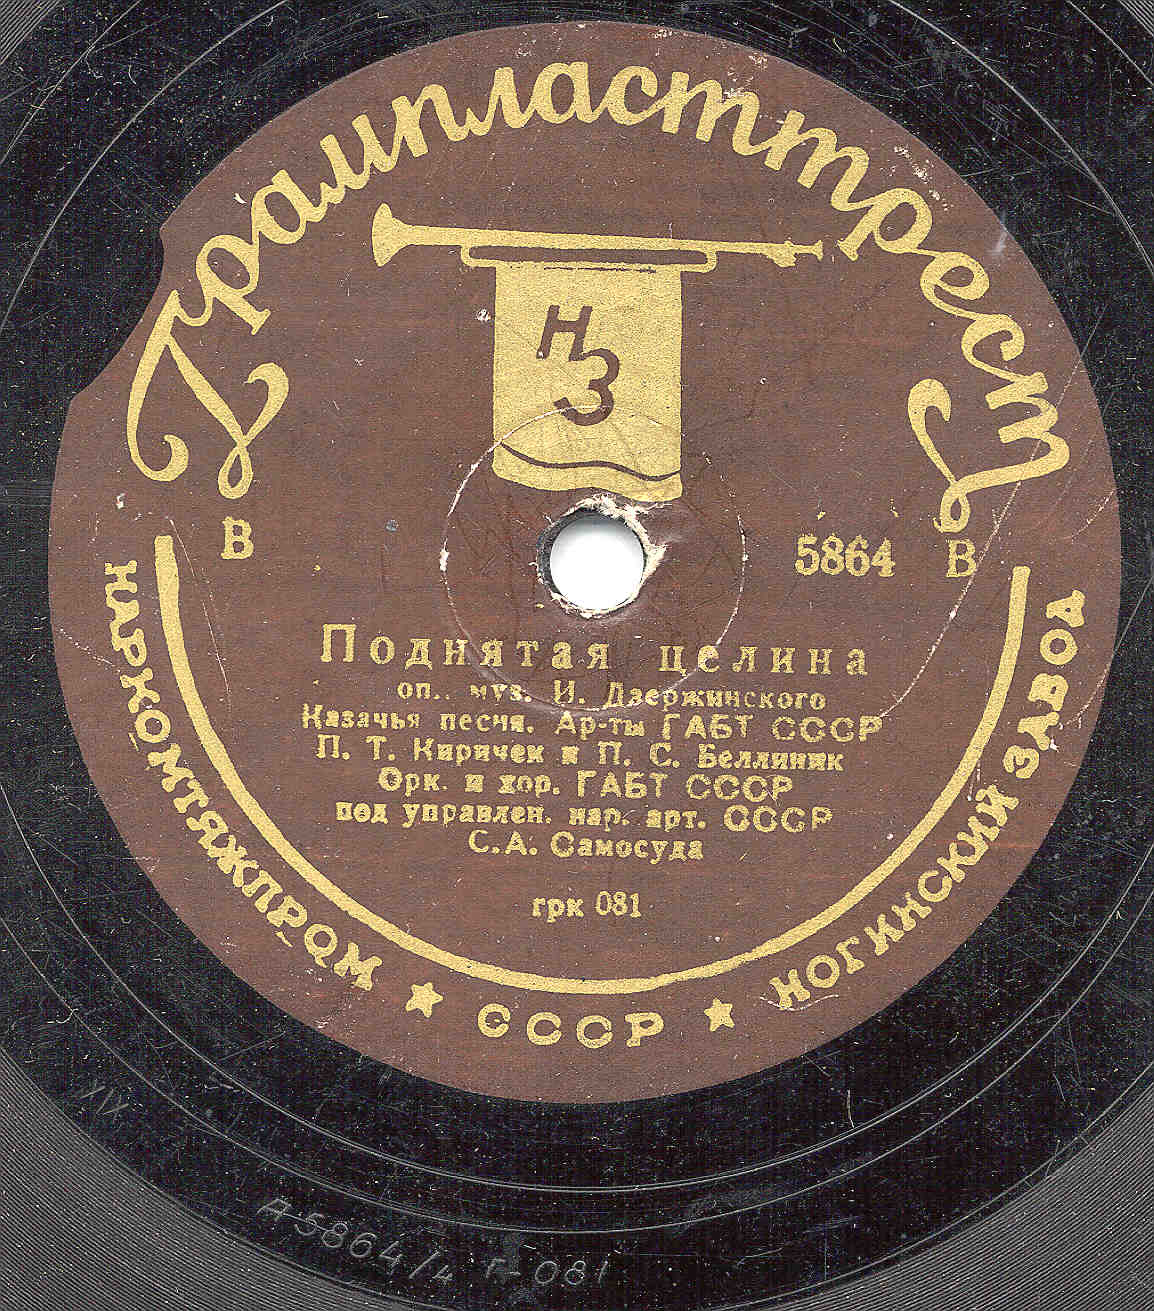 Грампласттрест
НЗ
В 5864 В
Поднятая целина
оп., муз. И. Дзержинского
Казачья песня. Ар-ты ГАБТ СССР
П. Т. Киричек и П. С. Беллиник
Орк. и хор. ГАБТ СССР
под управлен. нар. арт. СССР
С.А. Самосуда
грк 081
НАРКОМТЯЖПРОМ ★ СССР ★ НОГИНСКИЙ ЗАВОД
А-5864/4 Г-081